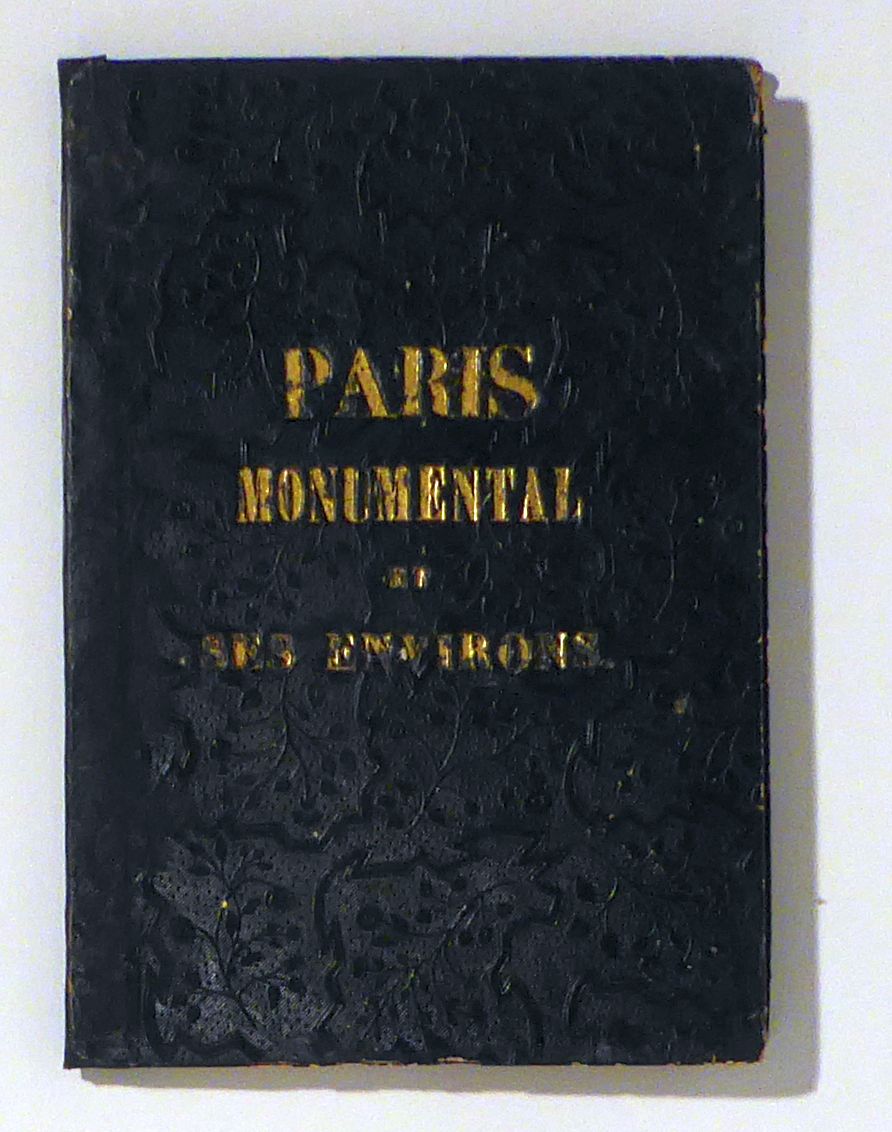 PARIS
MONUMENTAL
ET
SES ENVIRONS.